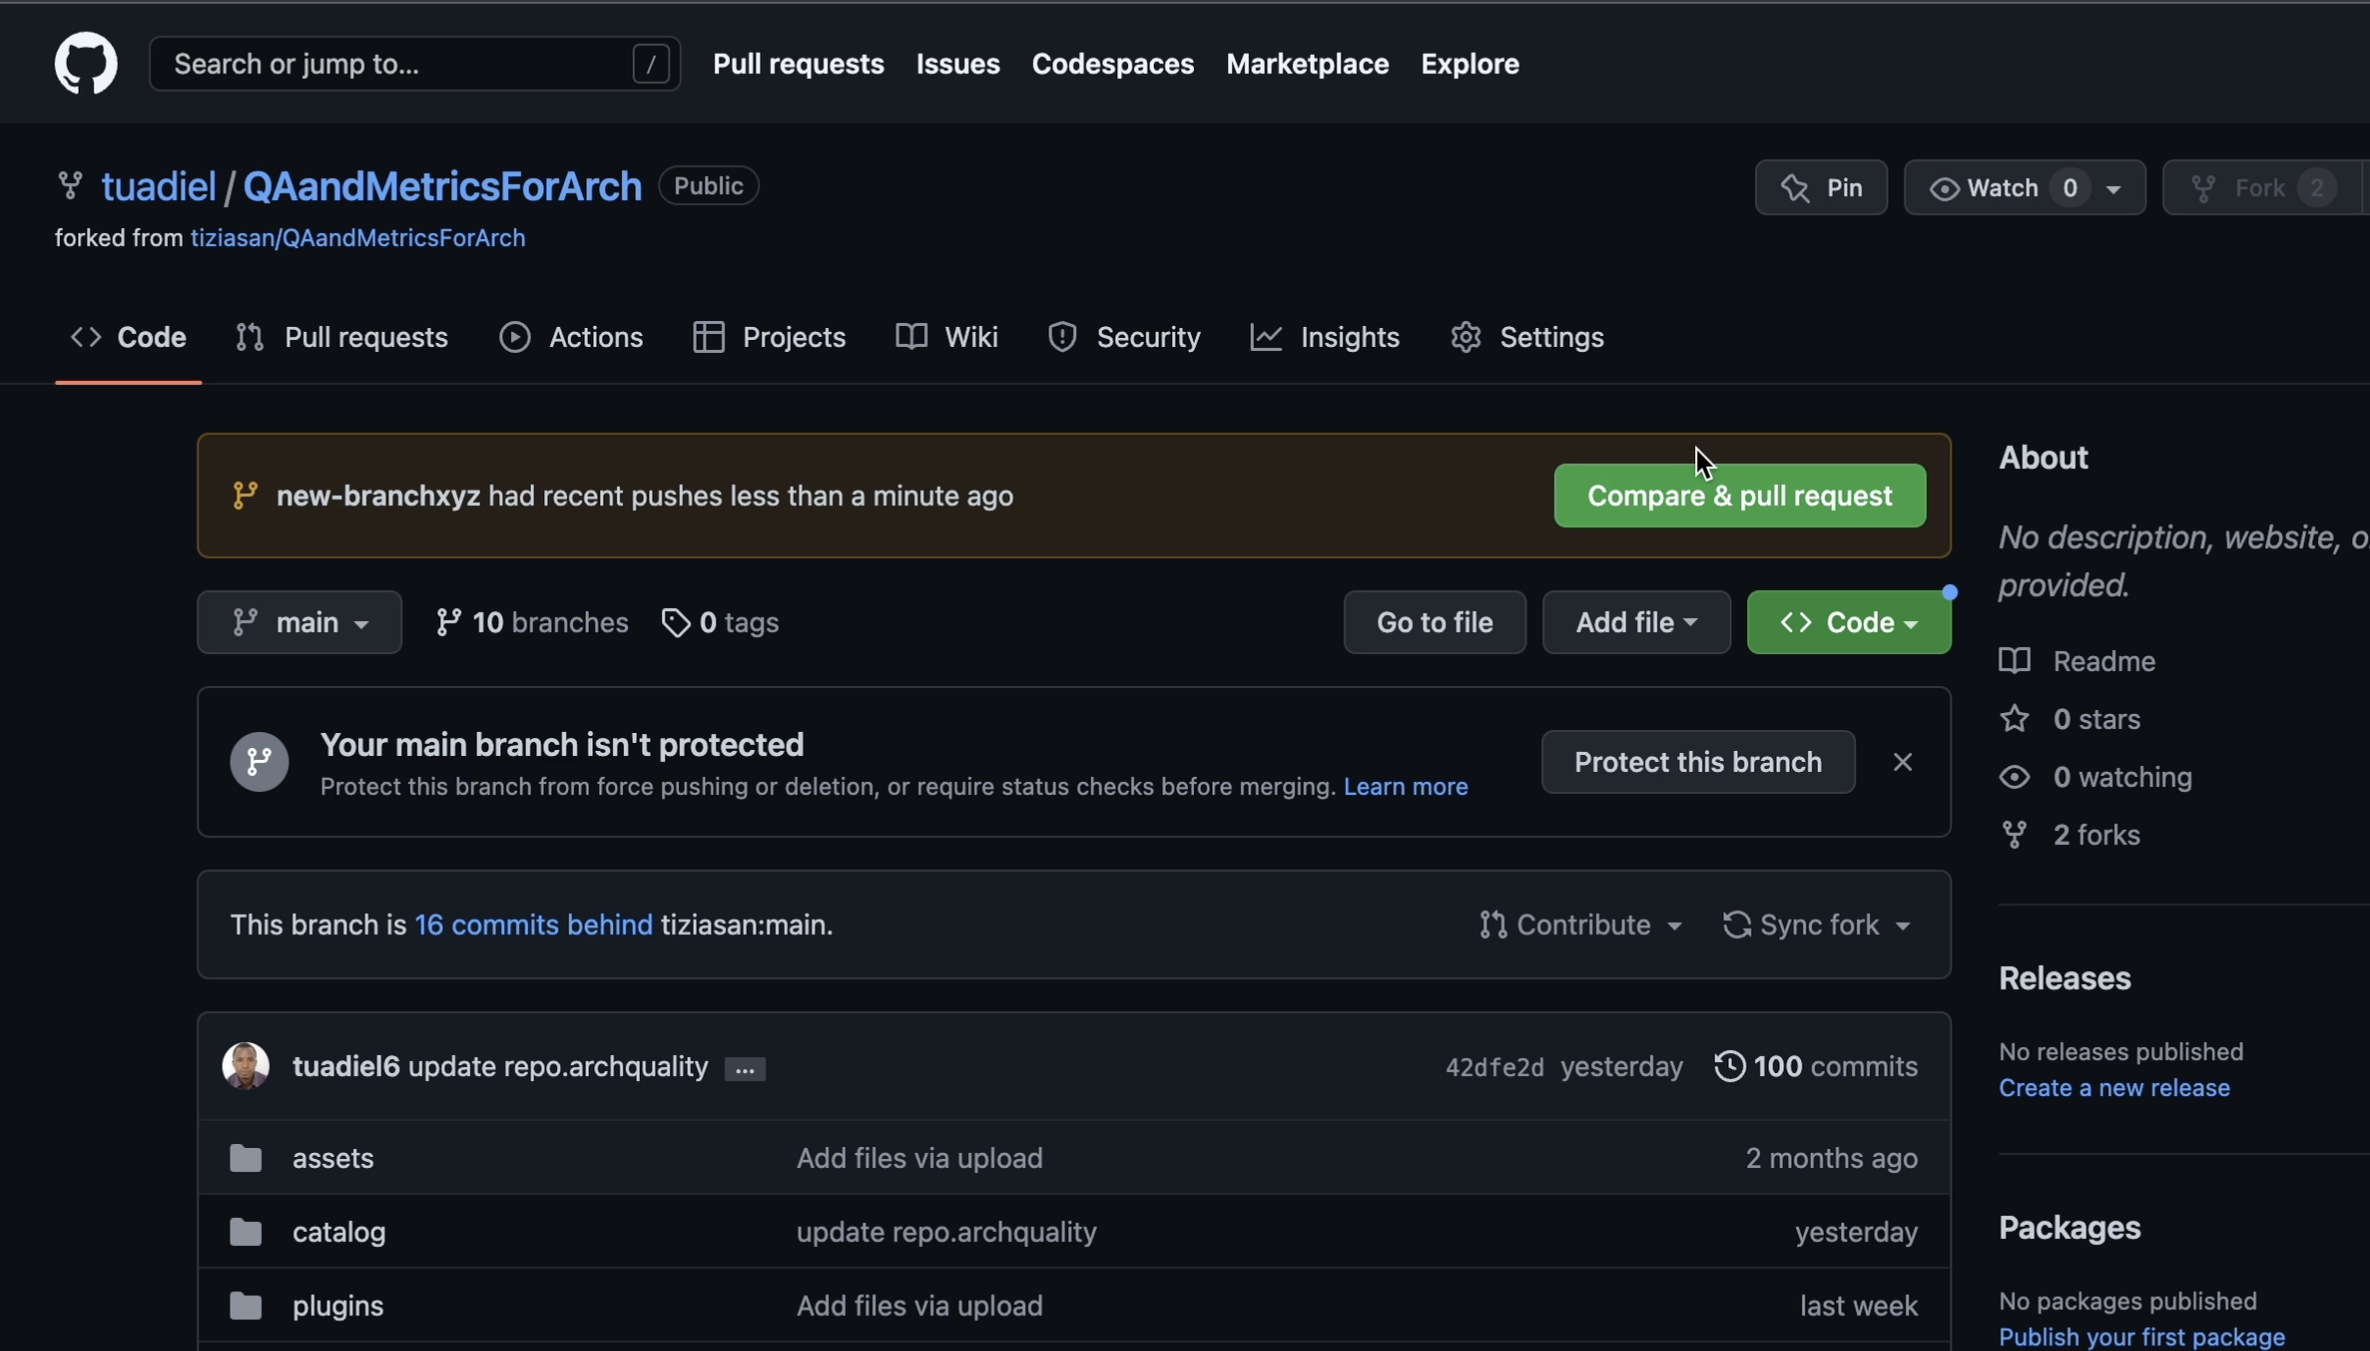 Search or jump to... /
Pull requests Issues Codespaces Marketplace Explore
tuadiel / QAandMetricsForArch Public
Pin Watch 0 Fork 2
forked from tiziasan/QAandMetricsForArch
Code Pull requests Actions Projects Wiki Security Insights Settings
new-branchxyz had recent pushes less than a minute ago
Compare & pull request
main 10 branches 0 tags
Go to file Add file Code
Your main branch isn't protected
Protect this branch from force pushing or deletion, or require status checks before merging. Learn more
Protect this branch
This branch is 16 commits behind tiziasan:main.
Contribute Sync fork
tuadiel6 update repo.archquality ...
42dfe2d yesterday 100 commits
assets Add files via upload 2 months ago
catalog update repo.archquality yesterday
plugins Add files via upload last week
About
No description, website, o
provided.
Readme
0 stars
0 watching
2 forks
Releases
No releases published
Create a new release
Packages
No packages published
Publish your first package